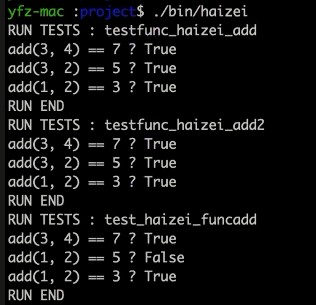 yfz-mac :project$ ./bin/haizei
RUN TESTS : testfunc_haizei_add
add(3, 4) == 7 ? True
add(3, 2) == 5 ? True
add(1, 2) == 3 ? True
RUN END
RUN TESTS : testfunc_haizei_add2
add(3, 4) == 7 ? True
add(3, 2) == 5 ? True
add(1, 2) == 3 ? True
RUN END
RUN TESTS : test_haizei_funcadd
add(3, 4) == 7 ? True
add(1, 2) == 5 ? False
add(1, 2) == 3 ? True
RUN END